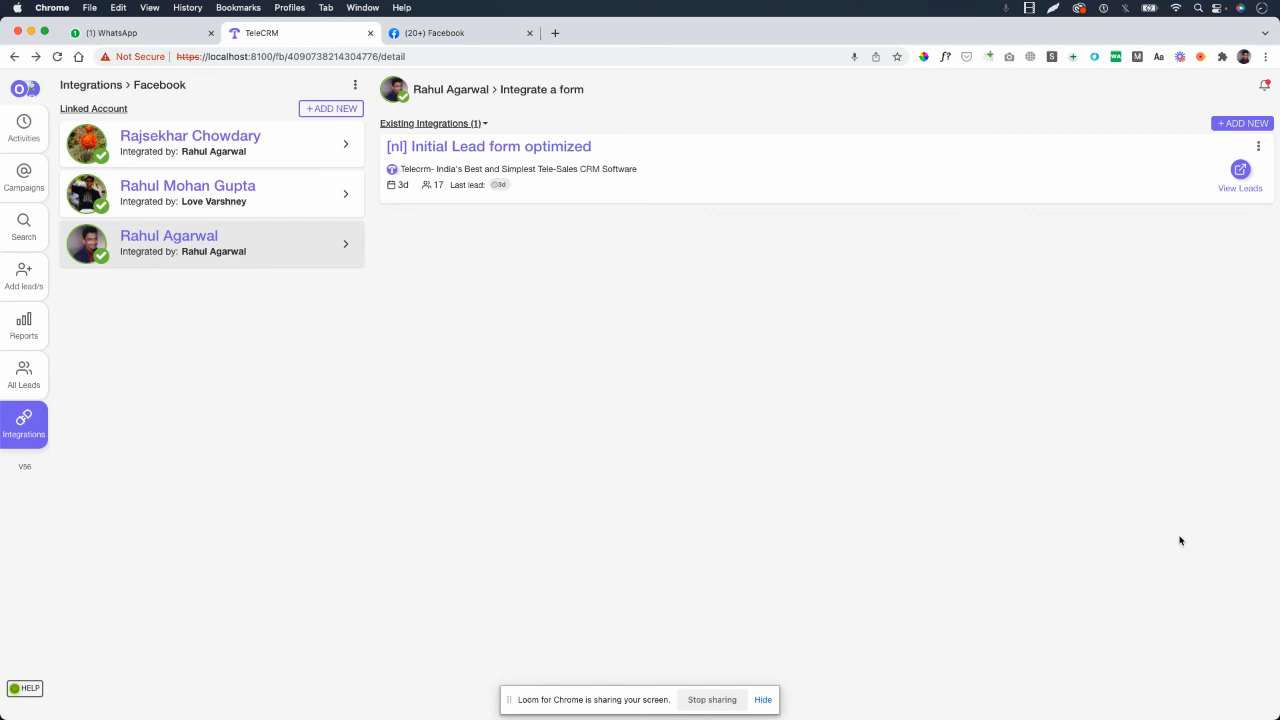 Chrome File Edit View History Bookmarks Profiles Tab Window Help
(1) WhatsApp
TeleCRM
(20+) Facebook
Not Secure https://localhost:8100/fb/4090738214304776/detail
Integrations > Facebook
Linked Account
+ ADD NEW
Rajsekhar Chowdary
Integrated by: Rahul Agarwal
Rahul Mohan Gupta
Integrated by: Love Varshney
Rahul Agarwal
Integrated by: Rahul Agarwal
Activities
Campaigns
Search
Add lead/s
Reports
All Leads
Integrations
V56
HELP
Rahul Agarwal > Integrate a form
Existing Integrations (1)
+ ADD NEW
[nl] Initial Lead form optimized
Telecrm- India's Best and Simplest Tele-Sales CRM Software
3d 17 Last lead: 3d
View Leads
Loom for Chrome is sharing your screen. Stop sharing Hide